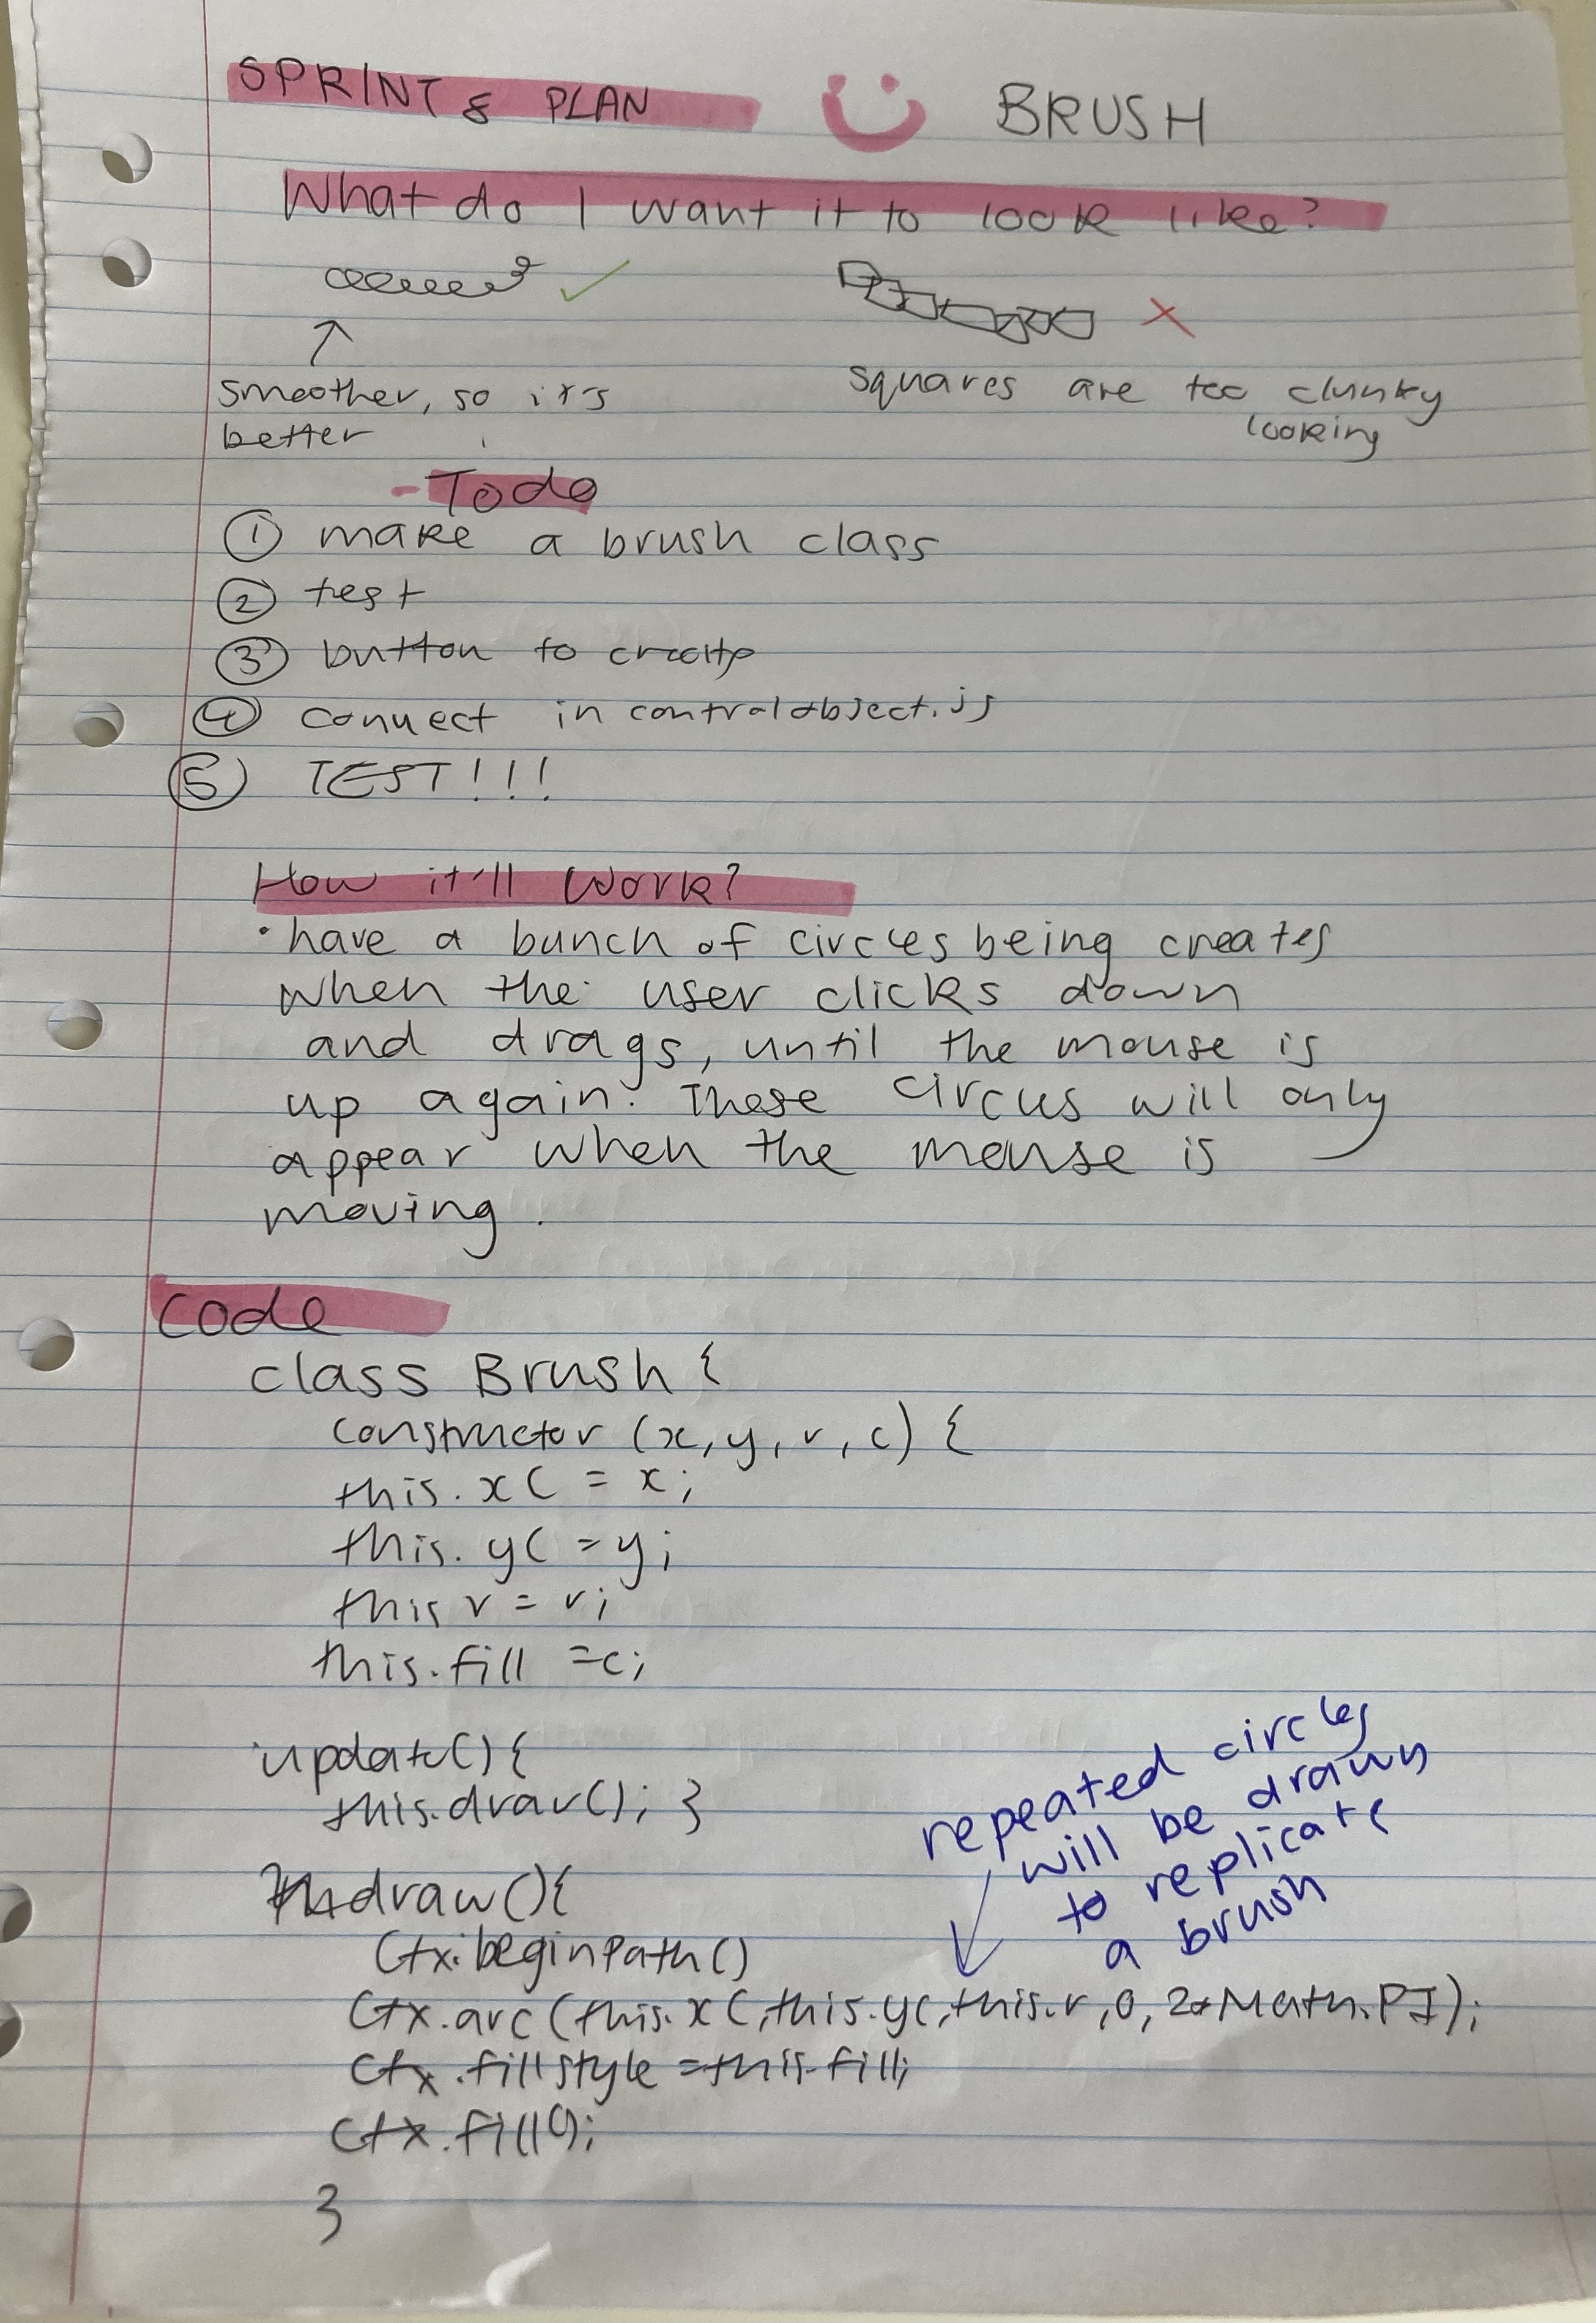 SPRINT 8 PLAN BRUSH
What do I want it to look like?
smoother, so it's
better
squares are too clunky
looking
- Todo
① make a brush class
② test
③ button to create
④ connect in controlobject.js
⑤ TEST!!!
How it'll work?
• have a bunch of circles being creates
when the user clicks down
and drags, until the mouse is
up again. These circles will only
appear when the mouse is
moving.
code
class Brush {
constructor (x, y, r, c) {
this.xC = x;
this.yC = y;
this r = r;
this.fill = c;
update() {
this.draw(); }
draw(){
repeated circles
will be drawn
to replicate
a brush
Ctx.beginPath()
Ctx.arc(this.xC, this.yC, this.r, 0, 2*Math.PI);
Ctx.fillstyle = this.fill;
Ctx.fill();
}